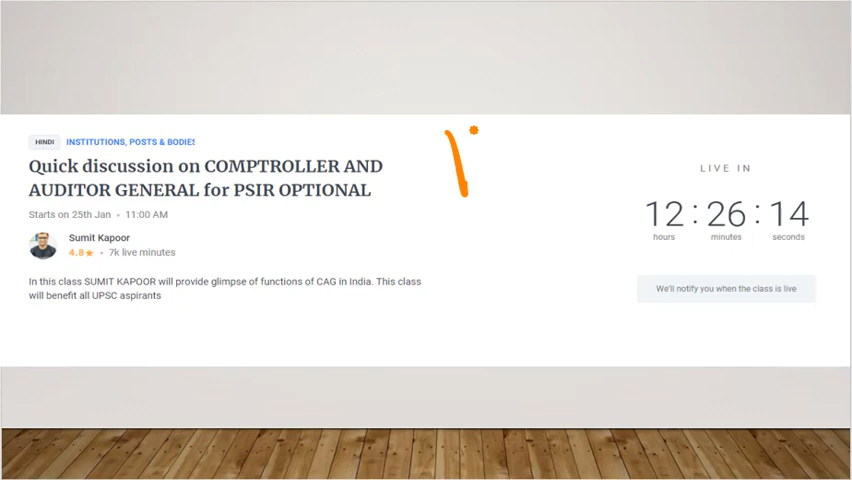 HINDI INSTITUTIONS, POSTS & BODIES
Quick discussion on COMPTROLLER AND
AUDITOR GENERAL for PSIR OPTIONAL
Starts on 25th Jan • 11:00 AM
Sumit Kapoor
4.8★ • 7k live minutes
In this class SUMIT KAPOOR will provide glimpse of functions of CAG in India. This class
will benefit all UPSC aspirants
LIVE IN
12 : 26 : 14
hours minutes seconds
We'll notify you when the class is live